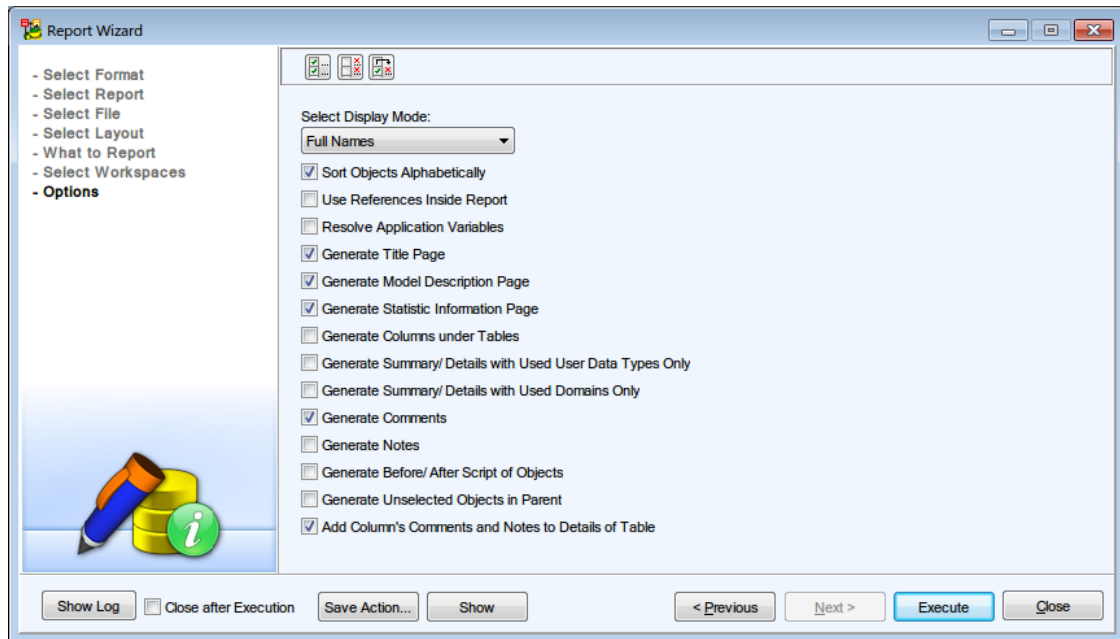 Report Wizard
- Select Format
- Select Report
- Select File
- Select Layout
- What to Report
- Select Workspaces
- Options
Select Display Mode:
Full Names
Sort Objects Alphabetically
Use References Inside Report
Resolve Application Variables
Generate Title Page
Generate Model Description Page
Generate Statistic Information Page
Generate Columns under Tables
Generate Summary/ Details with Used User Data Types Only
Generate Summary/ Details with Used Domains Only
Generate Comments
Generate Notes
Generate Before/ After Script of Objects
Generate Unselected Objects in Parent
Add Column's Comments and Notes to Details of Table
Show Log Close after Execution Save Action... Show < Previous Next > Execute Close